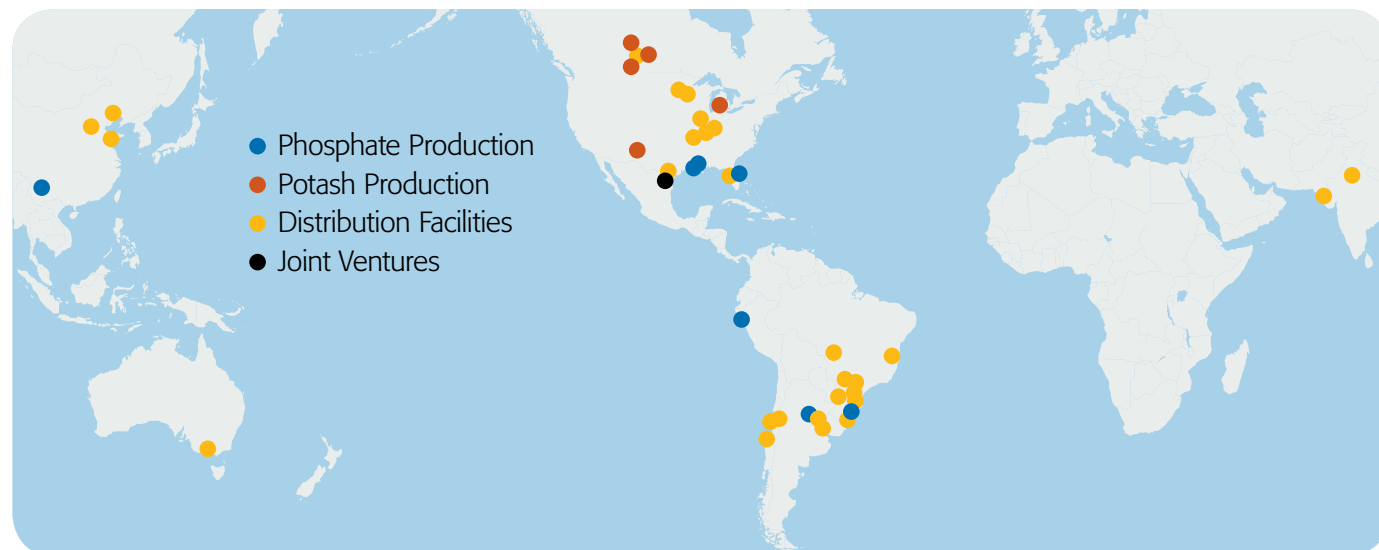 Phosphate Production
Potash Production
Distribution Facilities
Joint Ventures